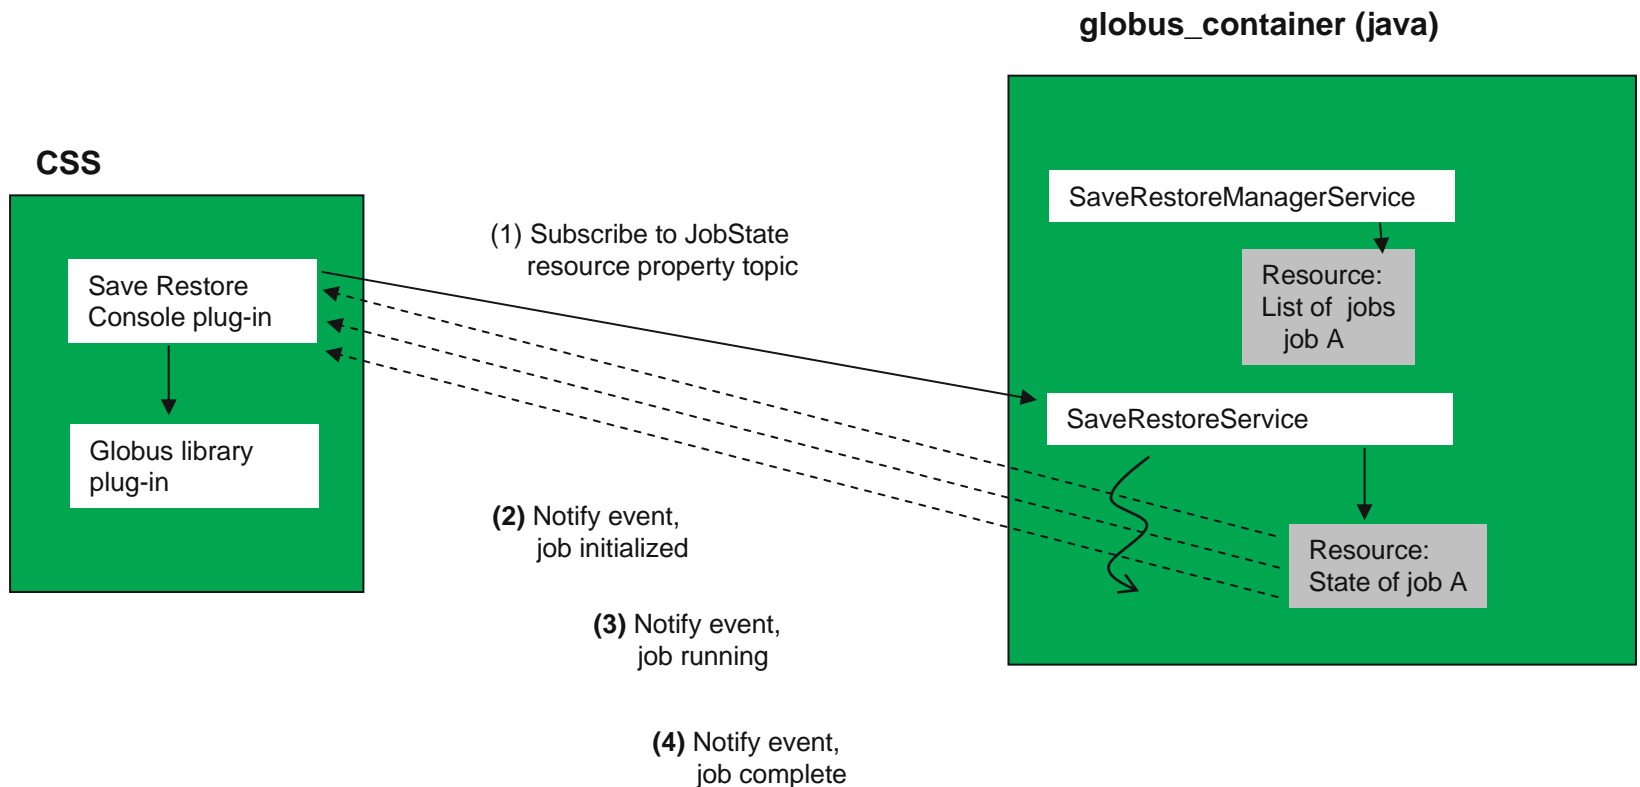 globus_container (java)
CSS
SaveRestoreManagerService
(1) Subscribe to JobState
resource property topic
Save Restore
Console plug-in
Resource:
List of jobs
job A
SaveRestoreService
Globus library
plug-in
(2) Notify event,
job initialized
Resource:
State of job A
(3) Notify event,
job running
(4) Notify event,
job complete